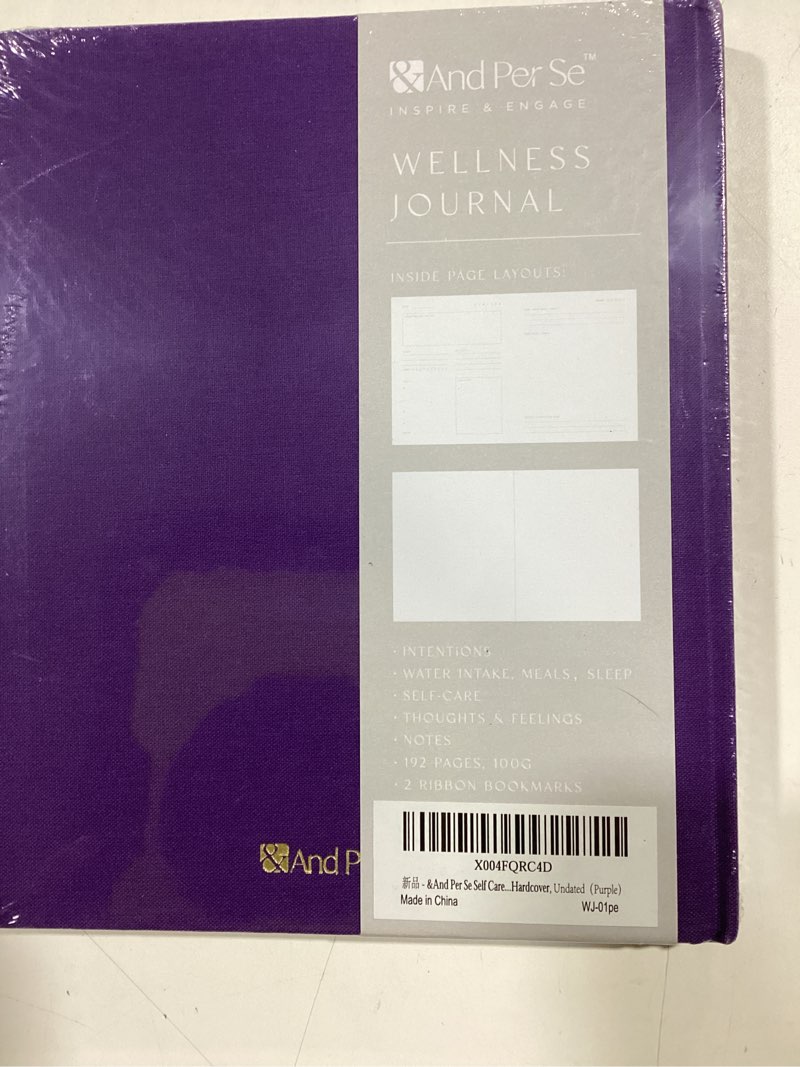 &And Per Se™
INSPIRE & ENGAGE
WELLNESS
JOURNAL
INSIDE PAGE LAYOUTS:
· INTENTIONS
· WATER INTAKE, MEALS, SLEEP
· SELF-CARE
· THOUGHTS & FEELINGS
· NOTES
· 192 PAGES, 100G
· 2 RIBBON BOOKMARKS
&And P
X004FQRC4D
新品 - &And Per Se Self Care...Hardcover, Undated (Purple)
Made in China
WJ-01pe